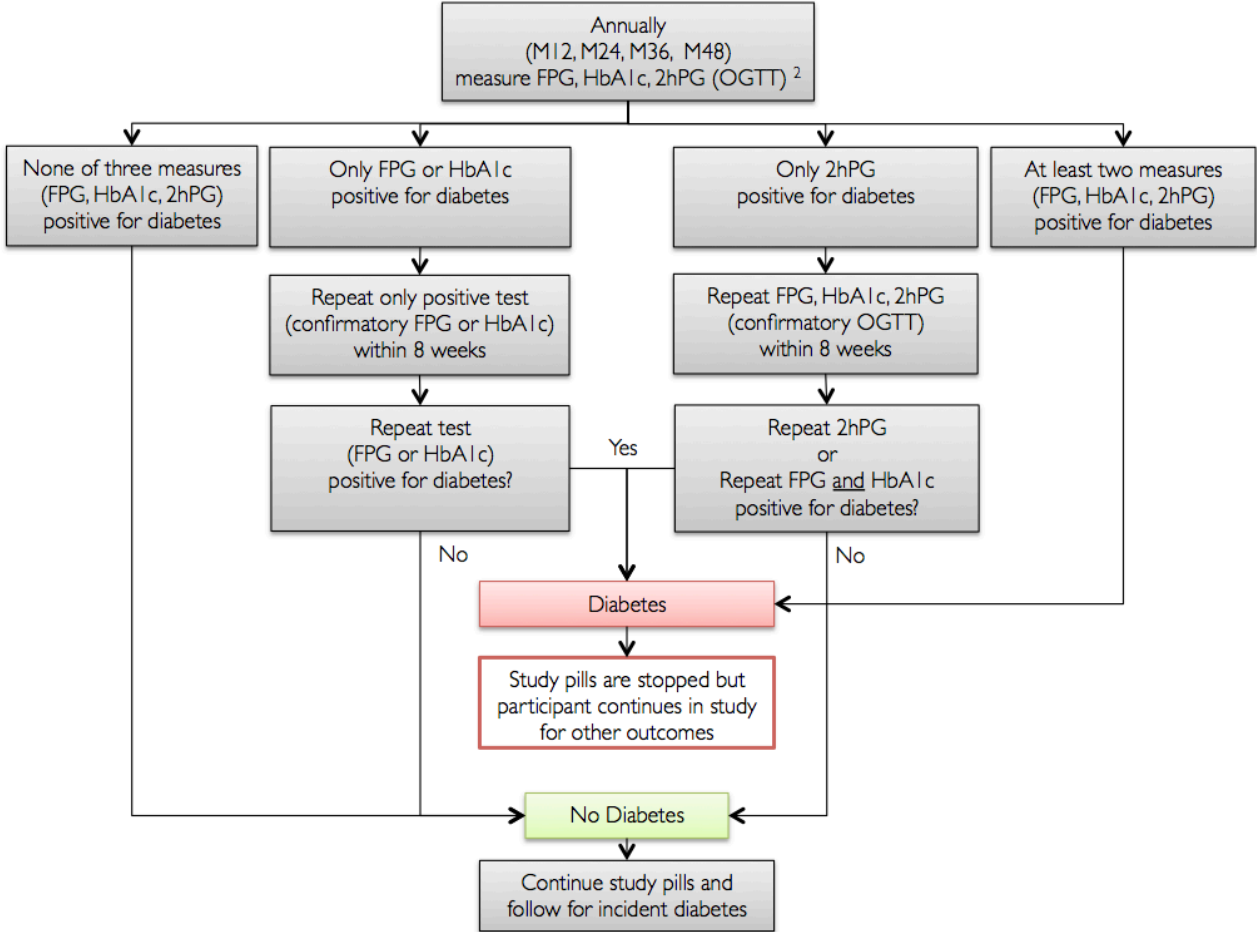 Annually
(M12, M24, M36, M48)
measure FPG, HbA1c, 2hPG (OGTT) 2
None of three measures
(FPG, HbA1c, 2hPG)
positive for diabetes
Only FPG or HbA1c
positive for diabetes
Only 2hPG
positive for diabetes
At least two measures
(FPG, HbA1c, 2hPG)
positive for diabetes
Repeat only positive test
(confirmatory FPG or HbA1c)
within 8 weeks
Repeat FPG, HbA1c, 2hPG
(confirmatory OGTT)
within 8 weeks
Repeat test
(FPG or HbA1c)
positive for diabetes?
Yes
Repeat 2hPG
or
Repeat FPG and HbA1c
positive for diabetes?
No
No
Diabetes
Study pills are stopped but
participant continues in study
for other outcomes
No Diabetes
Continue study pills and
follow for incident diabetes